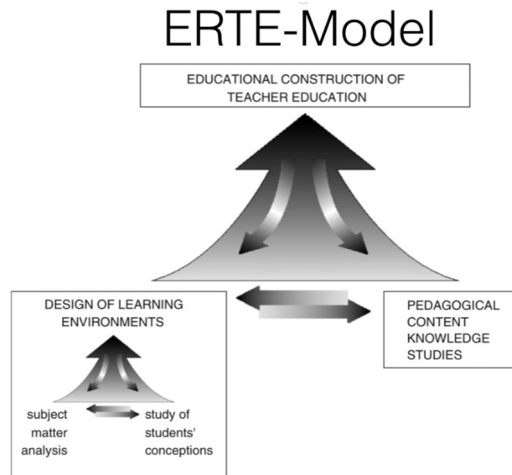 ERTE-Model
EDUCATIONAL CONSTRUCTION OF
TEACHER EDUCATION
DESIGN OF LEARNING
ENVIRONMENTS
subject
matter
analysis
study of
students'
conceptions
PEDAGOGICAL
CONTENT
KNOWLEDGE
STUDIES